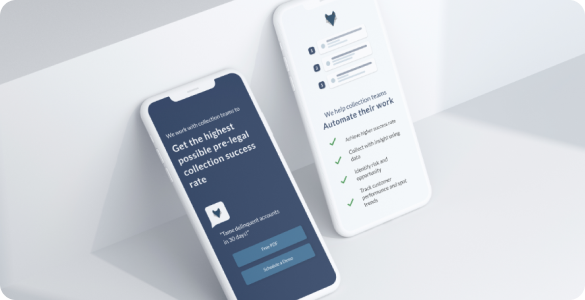 We work with collection teams to
Get the highest
possible pre-legal
collection success
rate
"Tame delinquent accounts
in 30 days!"
Free PDF
Schedule a Demo
1
2
3
We help collection teams
Automate their work
Achieve higher success rate
Collect with insight using
data
Identify risk and
opportunity
Track customer
performance and spot
trends